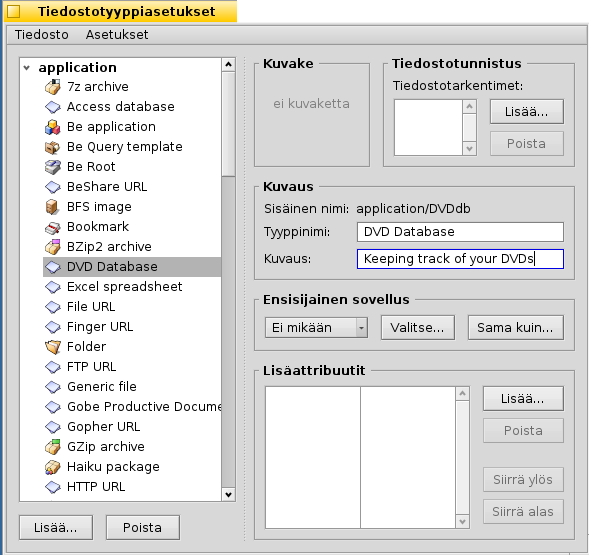 Tiedostotyyppiasetukset
Tiedosto Asetukset
application
7z archive
Access database
Be application
Be Query template
Be Root
BeShare URL
BFS image
Bookmark
BZip2 archive
DVD Database
Excel spreadsheet
File URL
Finger URL
Folder
FTP URL
Generic file
Gobe Productive Docume
Gopher URL
GZip archive
Haiku package
HTTP URL
Lisää... Poista
Kuvake
ei kuvaketta
Tiedostotunnistus
Tiedostotarkentimet:
Lisää...
Poista
Kuvaus
Sisäinen nimi: application/DVDdb
Tyyppinimi: DVD Database
Kuvaus: Keeping track of your DVDs
Ensisijainen sovellus
Ei mikään Valitse... Sama kuin...
Lisäattribuutit
Lisää...
Poista
Siirrä ylös
Siirrä alas